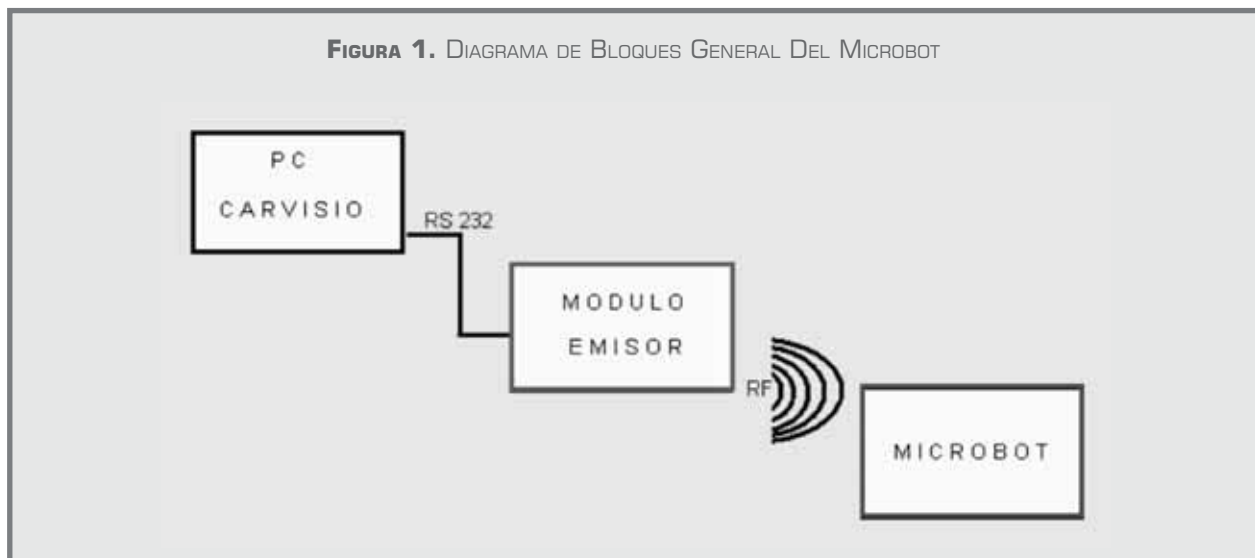 FIGURA 1. DIAGRAMA DE BLOQUES GENERAL DEL MICROBOT
PC
CARVISIO
RS 232
MODULO
EMISOR
RF
MICROBOT